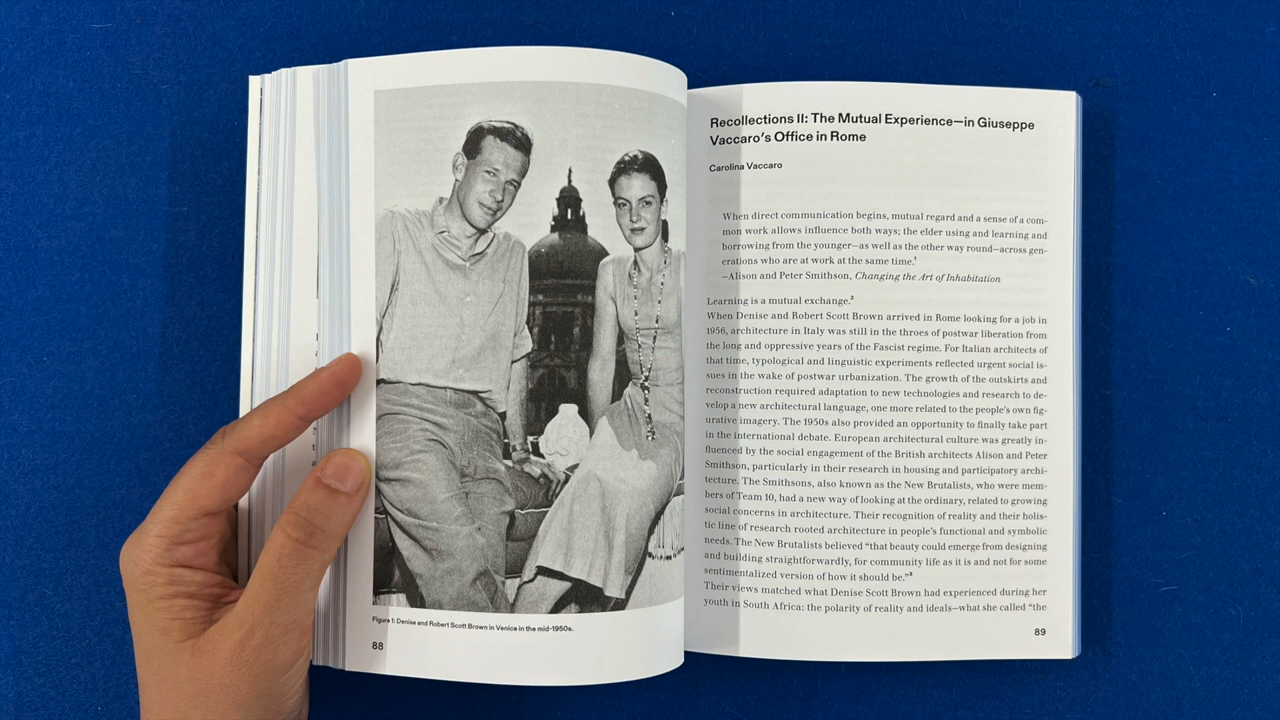 Figure 1: Denise and Robert Scott Brown in Venice in the mid-1950s.
88
Recollections II: The Mutual Experience—in Giuseppe
Vaccaro's Office in Rome
Carolina Vaccaro
When direct communication begins, mutual regard and a sense of a com-
mon work allows influence both ways; the elder using and learning and
borrowing from the younger—as well as the other way round—across gen-
erations who are at work at the same time.¹
–Alison and Peter Smithson, Changing the Art of Inhabitation
Learning is a mutual exchange.²
When Denise and Robert Scott Brown arrived in Rome looking for a job in
1956, architecture in Italy was still in the throes of postwar liberation from
the long and oppressive years of the Fascist regime. For Italian architects of
that time, typological and linguistic experiments reflected urgent social is-
sues in the wake of postwar urbanization. The growth of the outskirts and
reconstruction required adaptation to new technologies and research to de-
velop a new architectural language, one more related to the people's own fig-
urative imagery. The 1950s also provided an opportunity to finally take part
in the international debate. European architectural culture was greatly in-
fluenced by the social engagement of the British architects Alison and Peter
Smithson, particularly in their research in housing and participatory archi-
tecture. The Smithsons, also known as the New Brutalists, who were mem-
bers of Team 10, had a new way of looking at the ordinary, related to growing
social concerns in architecture. Their recognition of reality and their holis-
tic line of research rooted architecture in people's functional and symbolic
needs. The New Brutalists believed "that beauty could emerge from designing
and building straightforwardly, for community life as it is and not for some
sentimentalized version of how it should be."³
Their views matched what Denise Scott Brown had experienced during her
youth in South Africa: the polarity of reality and ideals—what she called "the
89